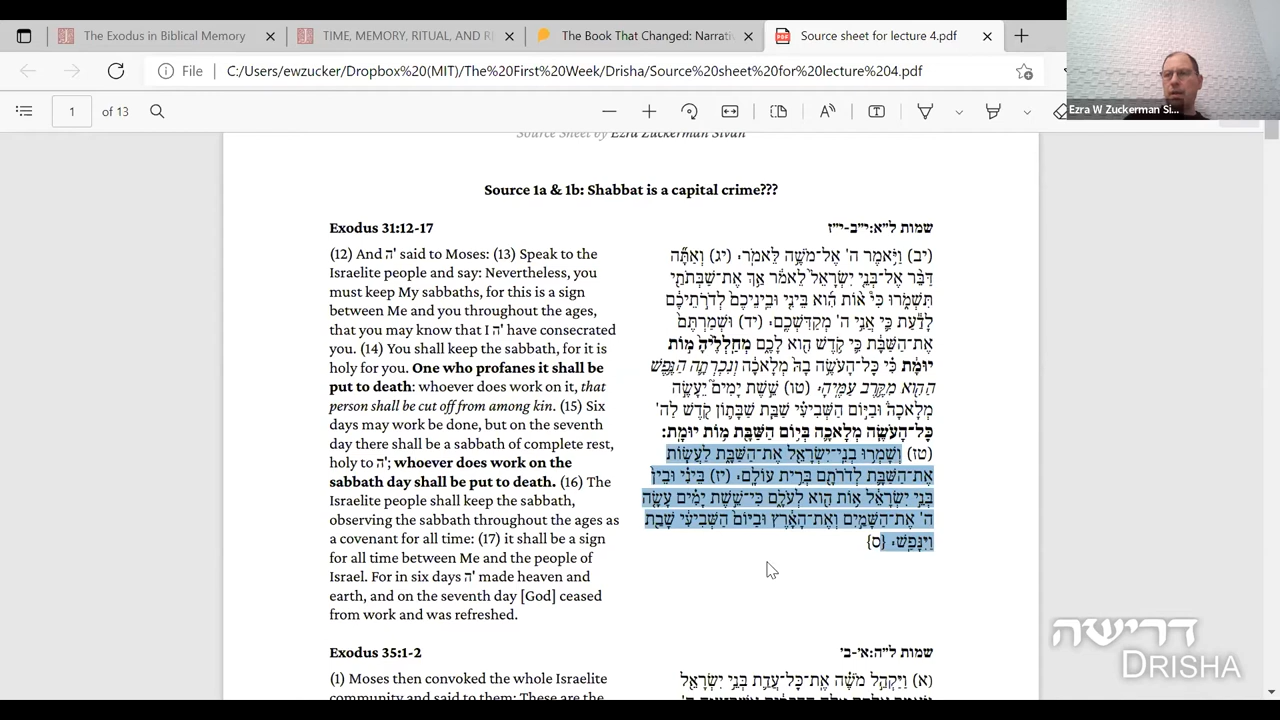 The Exodus in Biblical Memory
TIME, MEMORY, RITUAL, AND RI
The Book That Changed: Narrativ
Source sheet for lecture 4.pdf
File
C:/Users/ewzucker/Dropbox%20(MIT)/The%20First%20Week/Drisha/Source%20sheet%20for%20lecture%204.pdf
1 of 13
Ezra W Zuckerman Si...
Source Sheet by Ezra Zuckerman Sivan
Source 1a & 1b: Shabbat is a capital crime???
Exodus 31:12-17
(12) And ה' said to Moses: (13) Speak to the
Israelite people and say: Nevertheless, you
must keep My sabbaths, for this is a sign
between Me and you throughout the ages,
that you may know that I ה' have consecrated
you. (14) You shall keep the sabbath, for it is
holy for you. One who profanes it shall be
put to death: whoever does work on it, that
person shall be cut off from among kin. (15) Six
days may work be done, but on the seventh
day there shall be a sabbath of complete rest,
holy to ה'; whoever does work on the
sabbath day shall be put to death. (16) The
Israelite people shall keep the sabbath,
observing the sabbath throughout the ages as
a covenant for all time: (17) it shall be a sign
for all time between Me and the people of
Israel. For in six days ה' made heaven and
earth, and on the seventh day [God] ceased
from work and was refreshed.
שמות ל״א:י״ב-י״ז
(יב) וַיֹּ֥אמֶר ה' אֶל־מֹשֶׁ֥ה לֵּאמֹֽר׃ (יג) וְאַתָּ֞ה
דַּבֵּ֨ר אֶל־בְּנֵ֤י יִשְׂרָאֵל֙ לֵאמֹ֔ר אַ֥ךְ אֶת־שַׁבְּתֹתַ֖י
תִּשְׁמֹ֑רוּ כִּי֩ א֨וֹת הִ֜וא בֵּינִ֤י וּבֵֽינֵיכֶם֙ לְדֹרֹ֣תֵיכֶ֔ם
לָדַ֕עַת כִּ֛י אֲנִ֥י ה' מְקַדִּשְׁכֶֽם׃ (יד) וּשְׁמַרְתֶּם֙
אֶת־הַשַּׁבָּ֔ת כִּ֛י קֹ֥דֶשׁ הִ֖וא לָכֶ֑ם מְחַֽלְלֶ֙יהָ֙ מ֣וֹת
יוּמָ֔ת כִּ֗י כׇּל־הָעֹשֶׂ֥ה בָהּ֙ מְלָאכָ֔ה וְנִכְרְתָ֛ה הַנֶּ֥פֶשׁ
הַהִ֖וא מִקֶּ֥רֶב עַמֶּֽיהָ׃ (טו) שֵׁ֣שֶׁת יָמִים֮ יֵעָשֶׂ֣ה
מְלָאכָה֒ וּבַיּ֣וֹם הַשְּׁבִיעִ֗י שַׁבַּ֧ת שַׁבָּת֛וֹן קֹ֖דֶשׁ לַה'
כׇּל־הָעֹשֶׂ֧ה מְלָאכָ֛ה בְּי֥וֹם הַשַּׁבָּ֖ת מ֥וֹת יוּמָֽת׃
(טז) וְשָׁמְר֥וּ בְנֵֽי־יִשְׂרָאֵ֖ל אֶת־הַשַּׁבָּ֑ת לַעֲשׂ֧וֹת
אֶת־הַשַּׁבָּ֛ת לְדֹרֹתָ֖ם בְּרִ֥ית עוֹלָֽם׃ (יז) בֵּינִ֗י וּבֵין֙
בְּנֵ֣י יִשְׂרָאֵ֔ל א֥וֹת הִ֖וא לְעֹלָ֑ם כִּי־שֵׁ֣שֶׁת יָמִ֗ים עָשָׂ֤ה
ה' אֶת־הַשָּׁמַ֣יִם וְאֶת־הָאָ֔רֶץ וּבַיּוֹם֙ הַשְּׁבִיעִ֔י שָׁבַ֖ת
וַיִּנָּפַֽשׁ׃ {ס}
Exodus 35:1-2
(1) Moses then convoked the whole Israelite
community and said to them: These are the
שמות ל״ה:א׳-ב׳
(א) וַיַּקְהֵ֣ל מֹשֶׁ֗ה אֶֽת־כׇּל־עֲדַ֛ת בְּנֵ֥י יִשְׂרָאֵ֖ל
דרישה
DRISHA